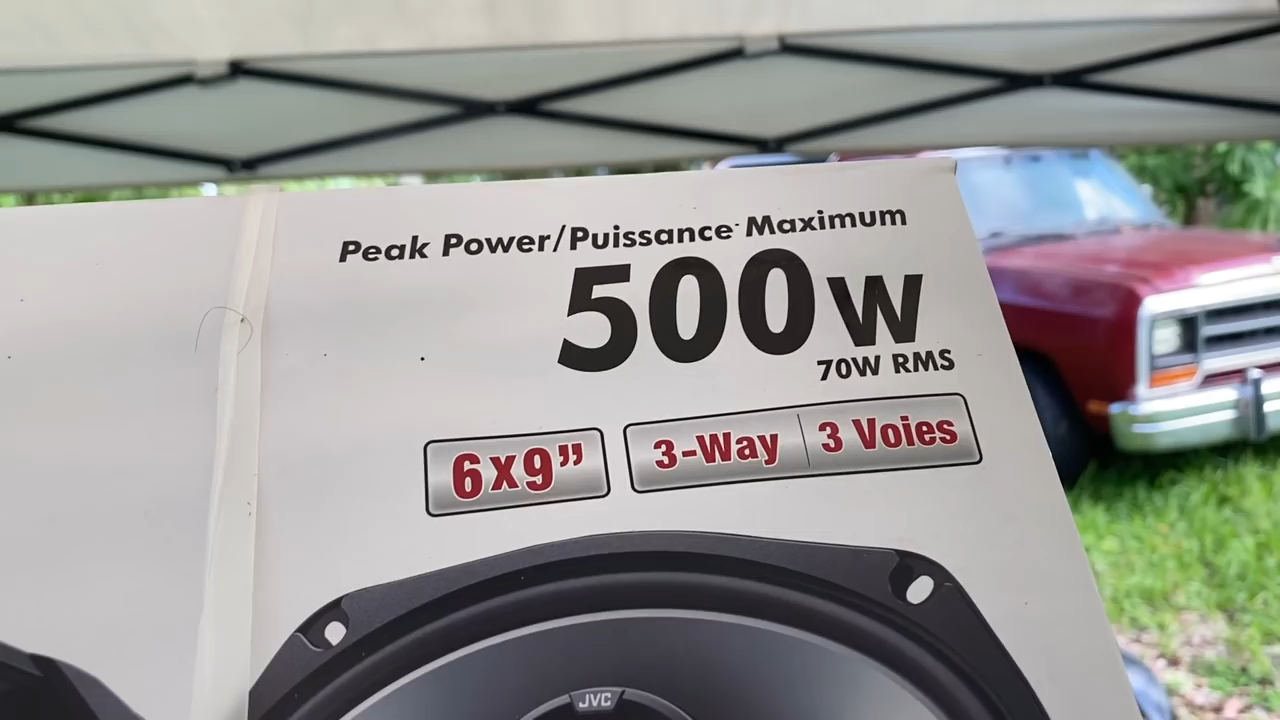 Peak Power/Puissance Maximum
500W
70W RMS
6x9”
3-Way | 3 Voies
JVC